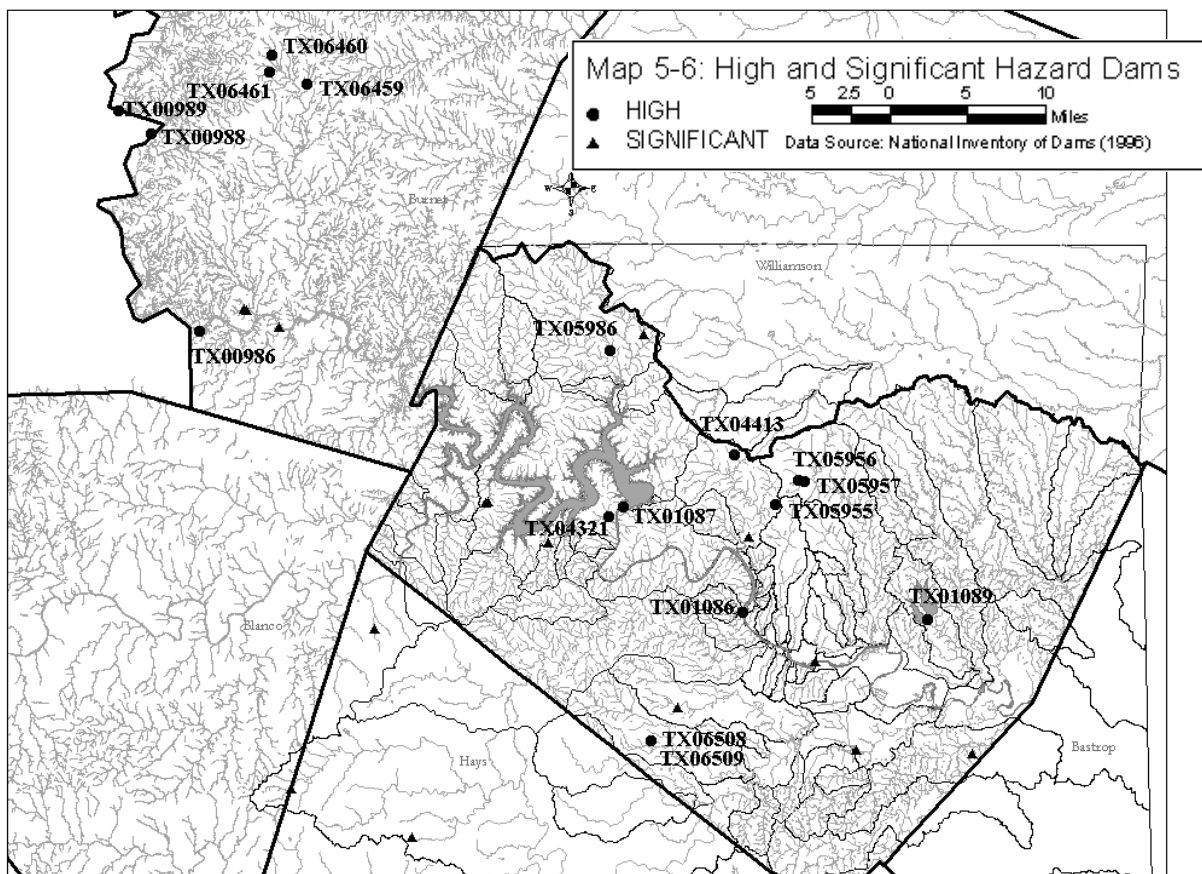 TX06460
TX06461
TX06459
TX00989
TX00988
Map 5-6: High and Significant Hazard Dams
5 2.5 0 5 10
Miles
HIGH
SIGNIFICANT Data Source: National Inventory of Dams (1996)
W N E
S
Burnet
Williamson
TX05986
TX00986
TX04413
TX05956
TX05957
TX05955
TX01087
TX04321
TX01086
TX01089
Blanco
TX06508
TX06509
Hays
Bastrop